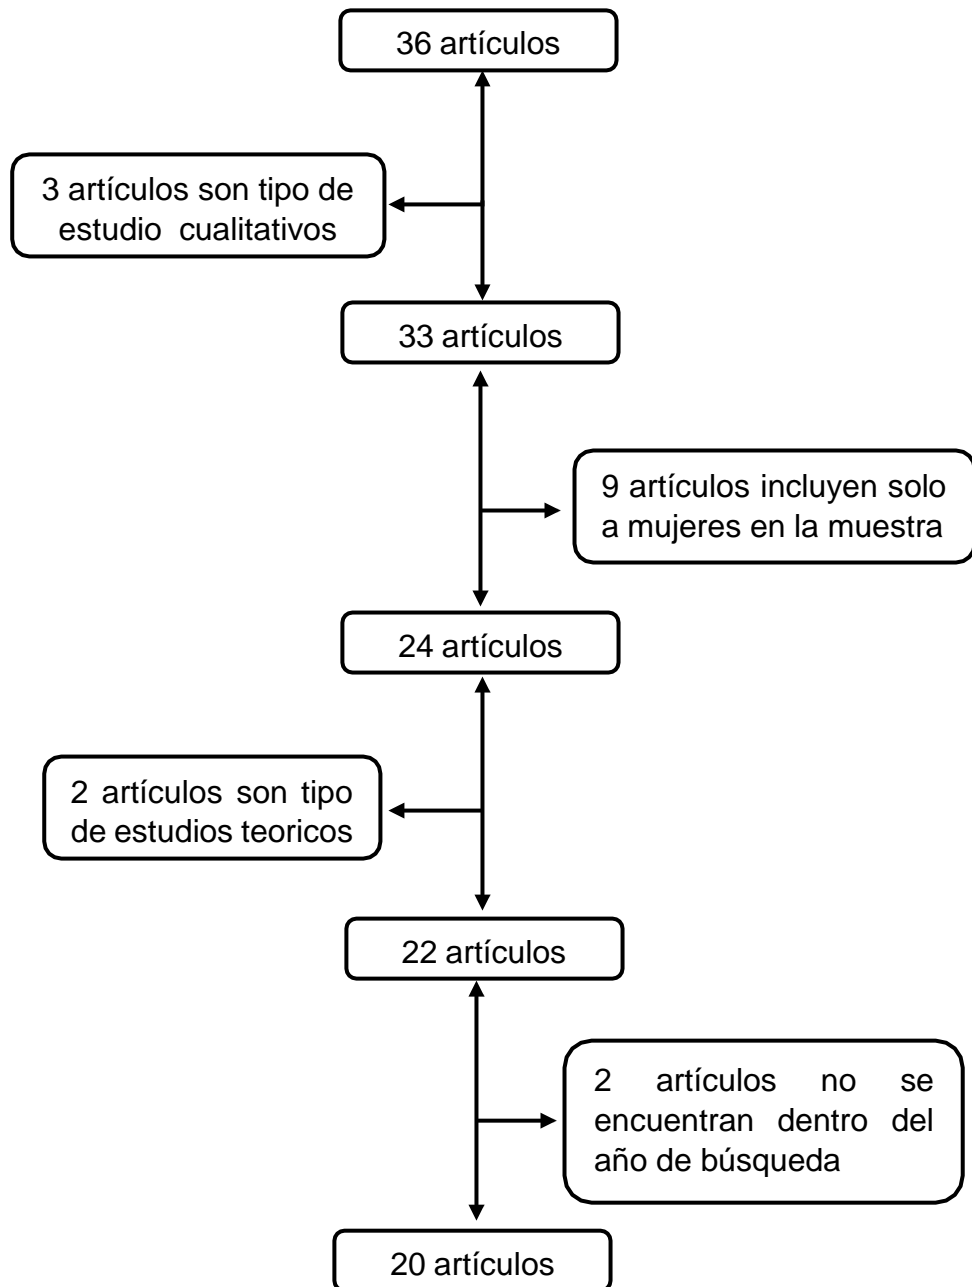 36 artículos
3 artículos son tipo de
estudio cualitativos
33 artículos
9 artículos incluyen solo
a mujeres en la muestra
24 artículos
2 artículos son tipo
de estudios teoricos
22 artículos
2 artículos no se
encuentran dentro del
año de búsqueda
20 artículos